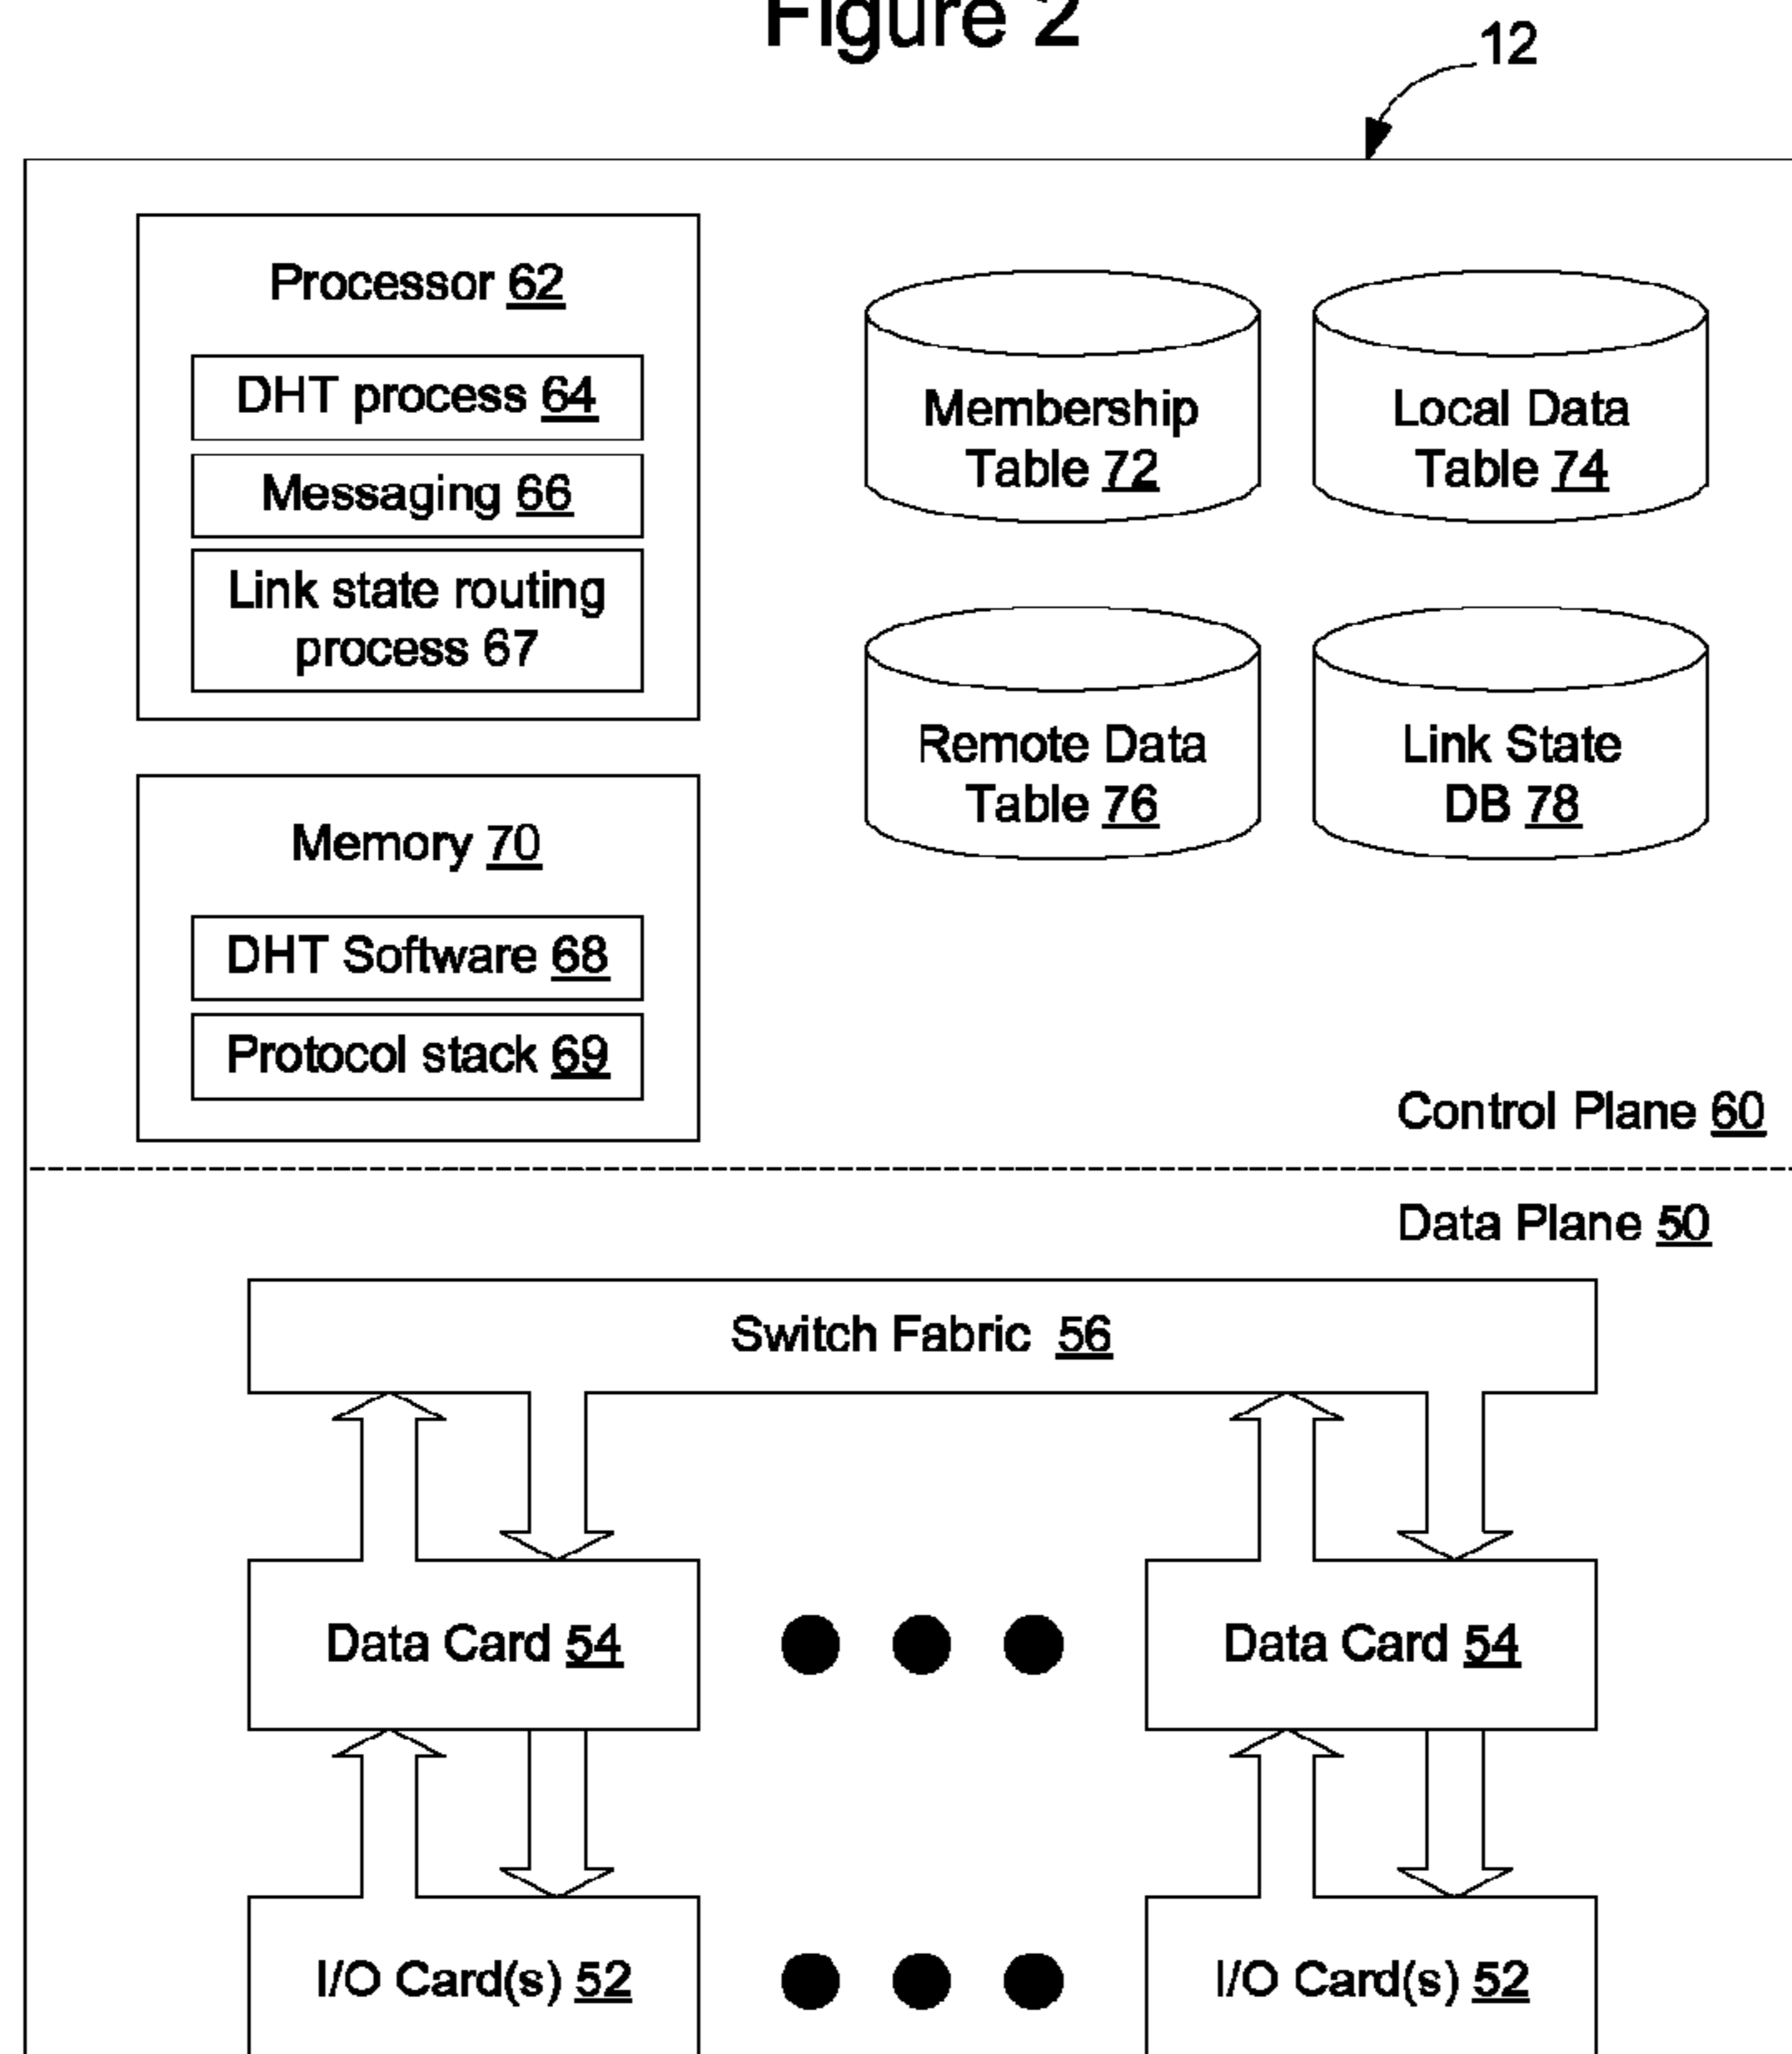 Figure 2
12
Processor 62
DHT process 64
Messaging 66
Link state routing
process 67
Membership
Table 72
Local Data
Table 74
Remote Data
Table 76
Link State
DB 78
Memory 70
DHT Software 68
Protocol stack 69
Control Plane 60
Data Plane 50
Switch Fabric 56
Data Card 54
Data Card 54
I/O Card(s) 52
I/O Card(s) 52